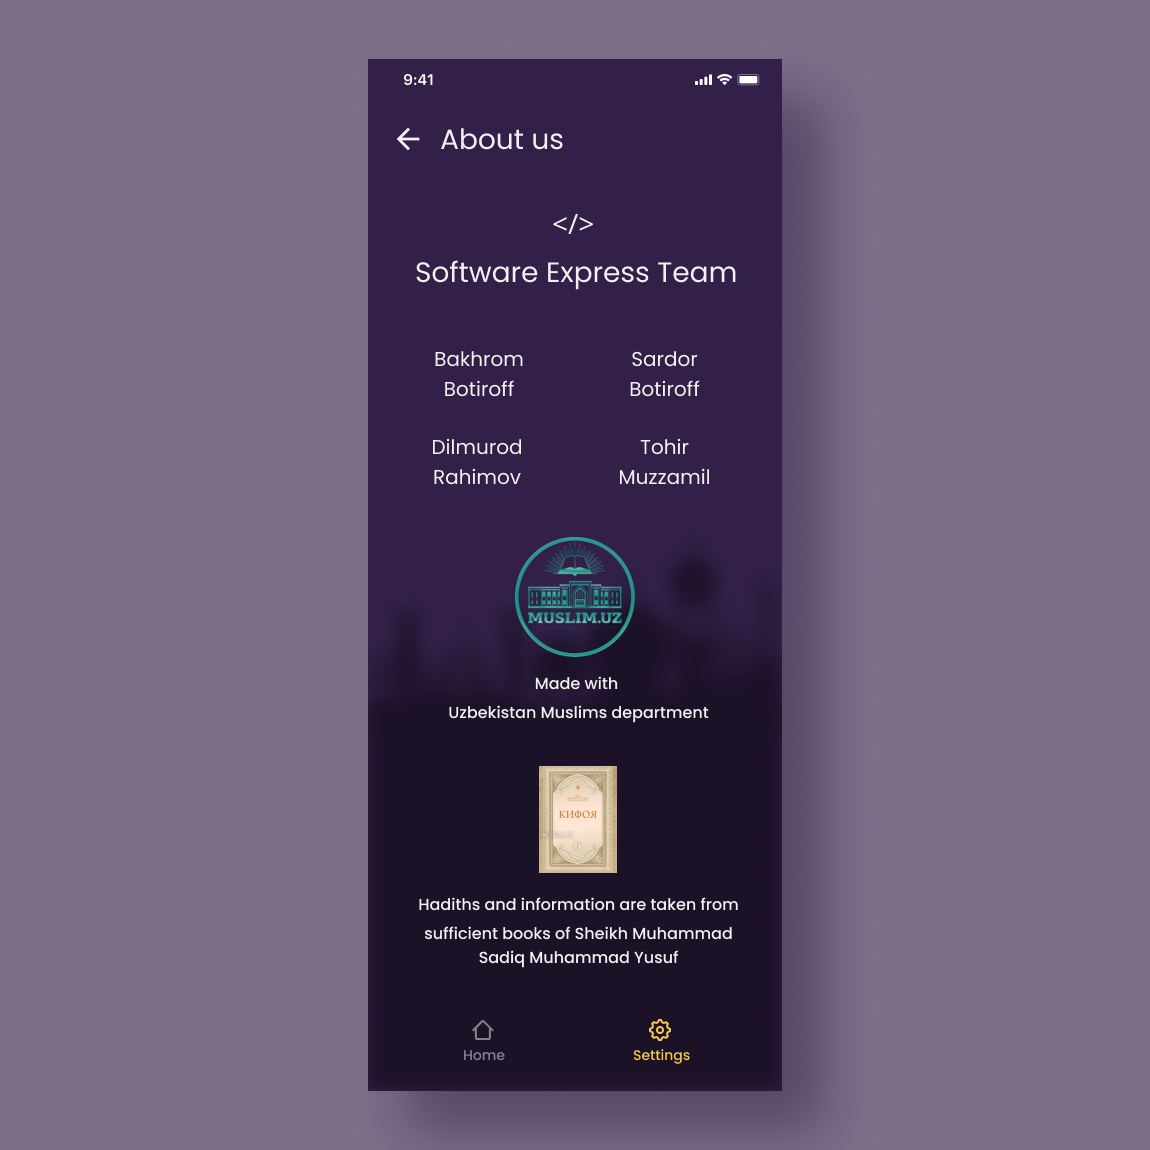 9:41
About us
</>
Software Express Team
Bakhrom
Botiroff
Sardor
Botiroff
Dilmurod
Rahimov
Tohir
Muzzamil
MUSLIM.UZ
Made with
Uzbekistan Muslims department
КИФОЯ
Hadiths and information are taken from
sufficient books of Sheikh Muhammad
Sadiq Muhammad Yusuf
Home
Settings